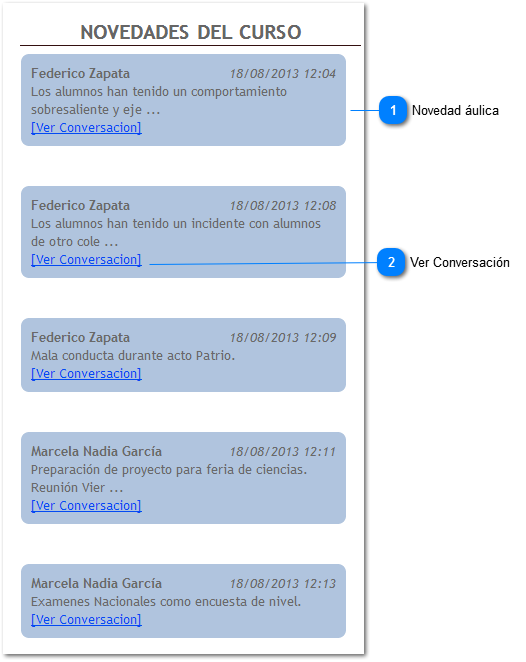 NOVEDADES DEL CURSO
Federico Zapata 18/08/2013 12:04
Los alumnos han tenido un comportamiento
sobresaliente y eje ...
[Ver Conversacion]
1 Novedad áulica
Federico Zapata 18/08/2013 12:08
Los alumnos han tenido un incidente con alumnos
de otro cole ...
[Ver Conversacion]
2 Ver Conversación
Federico Zapata 18/08/2013 12:09
Mala conducta durante acto Patrio.
[Ver Conversacion]
Marcela Nadia García 18/08/2013 12:11
Preparación de proyecto para feria de ciencias.
Reunión Vier ...
[Ver Conversacion]
Marcela Nadia García 18/08/2013 12:13
Examenes Nacionales como encuesta de nivel.
[Ver Conversacion]